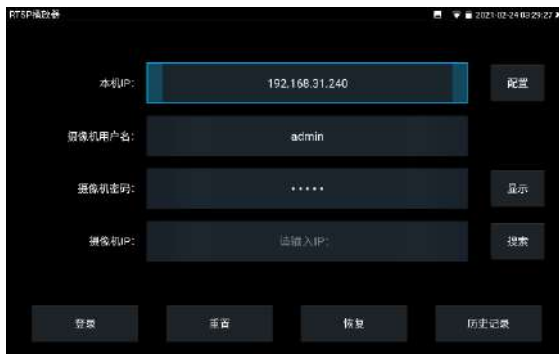 RTSP播放器 2021-02-24 03:29:27
本机IP: 192.168.31.240 配置
摄像机用户名: admin
摄像机密码: ••••• 显示
摄像机IP: 请输入IP: 搜索
登录 重置 恢复 历史记录